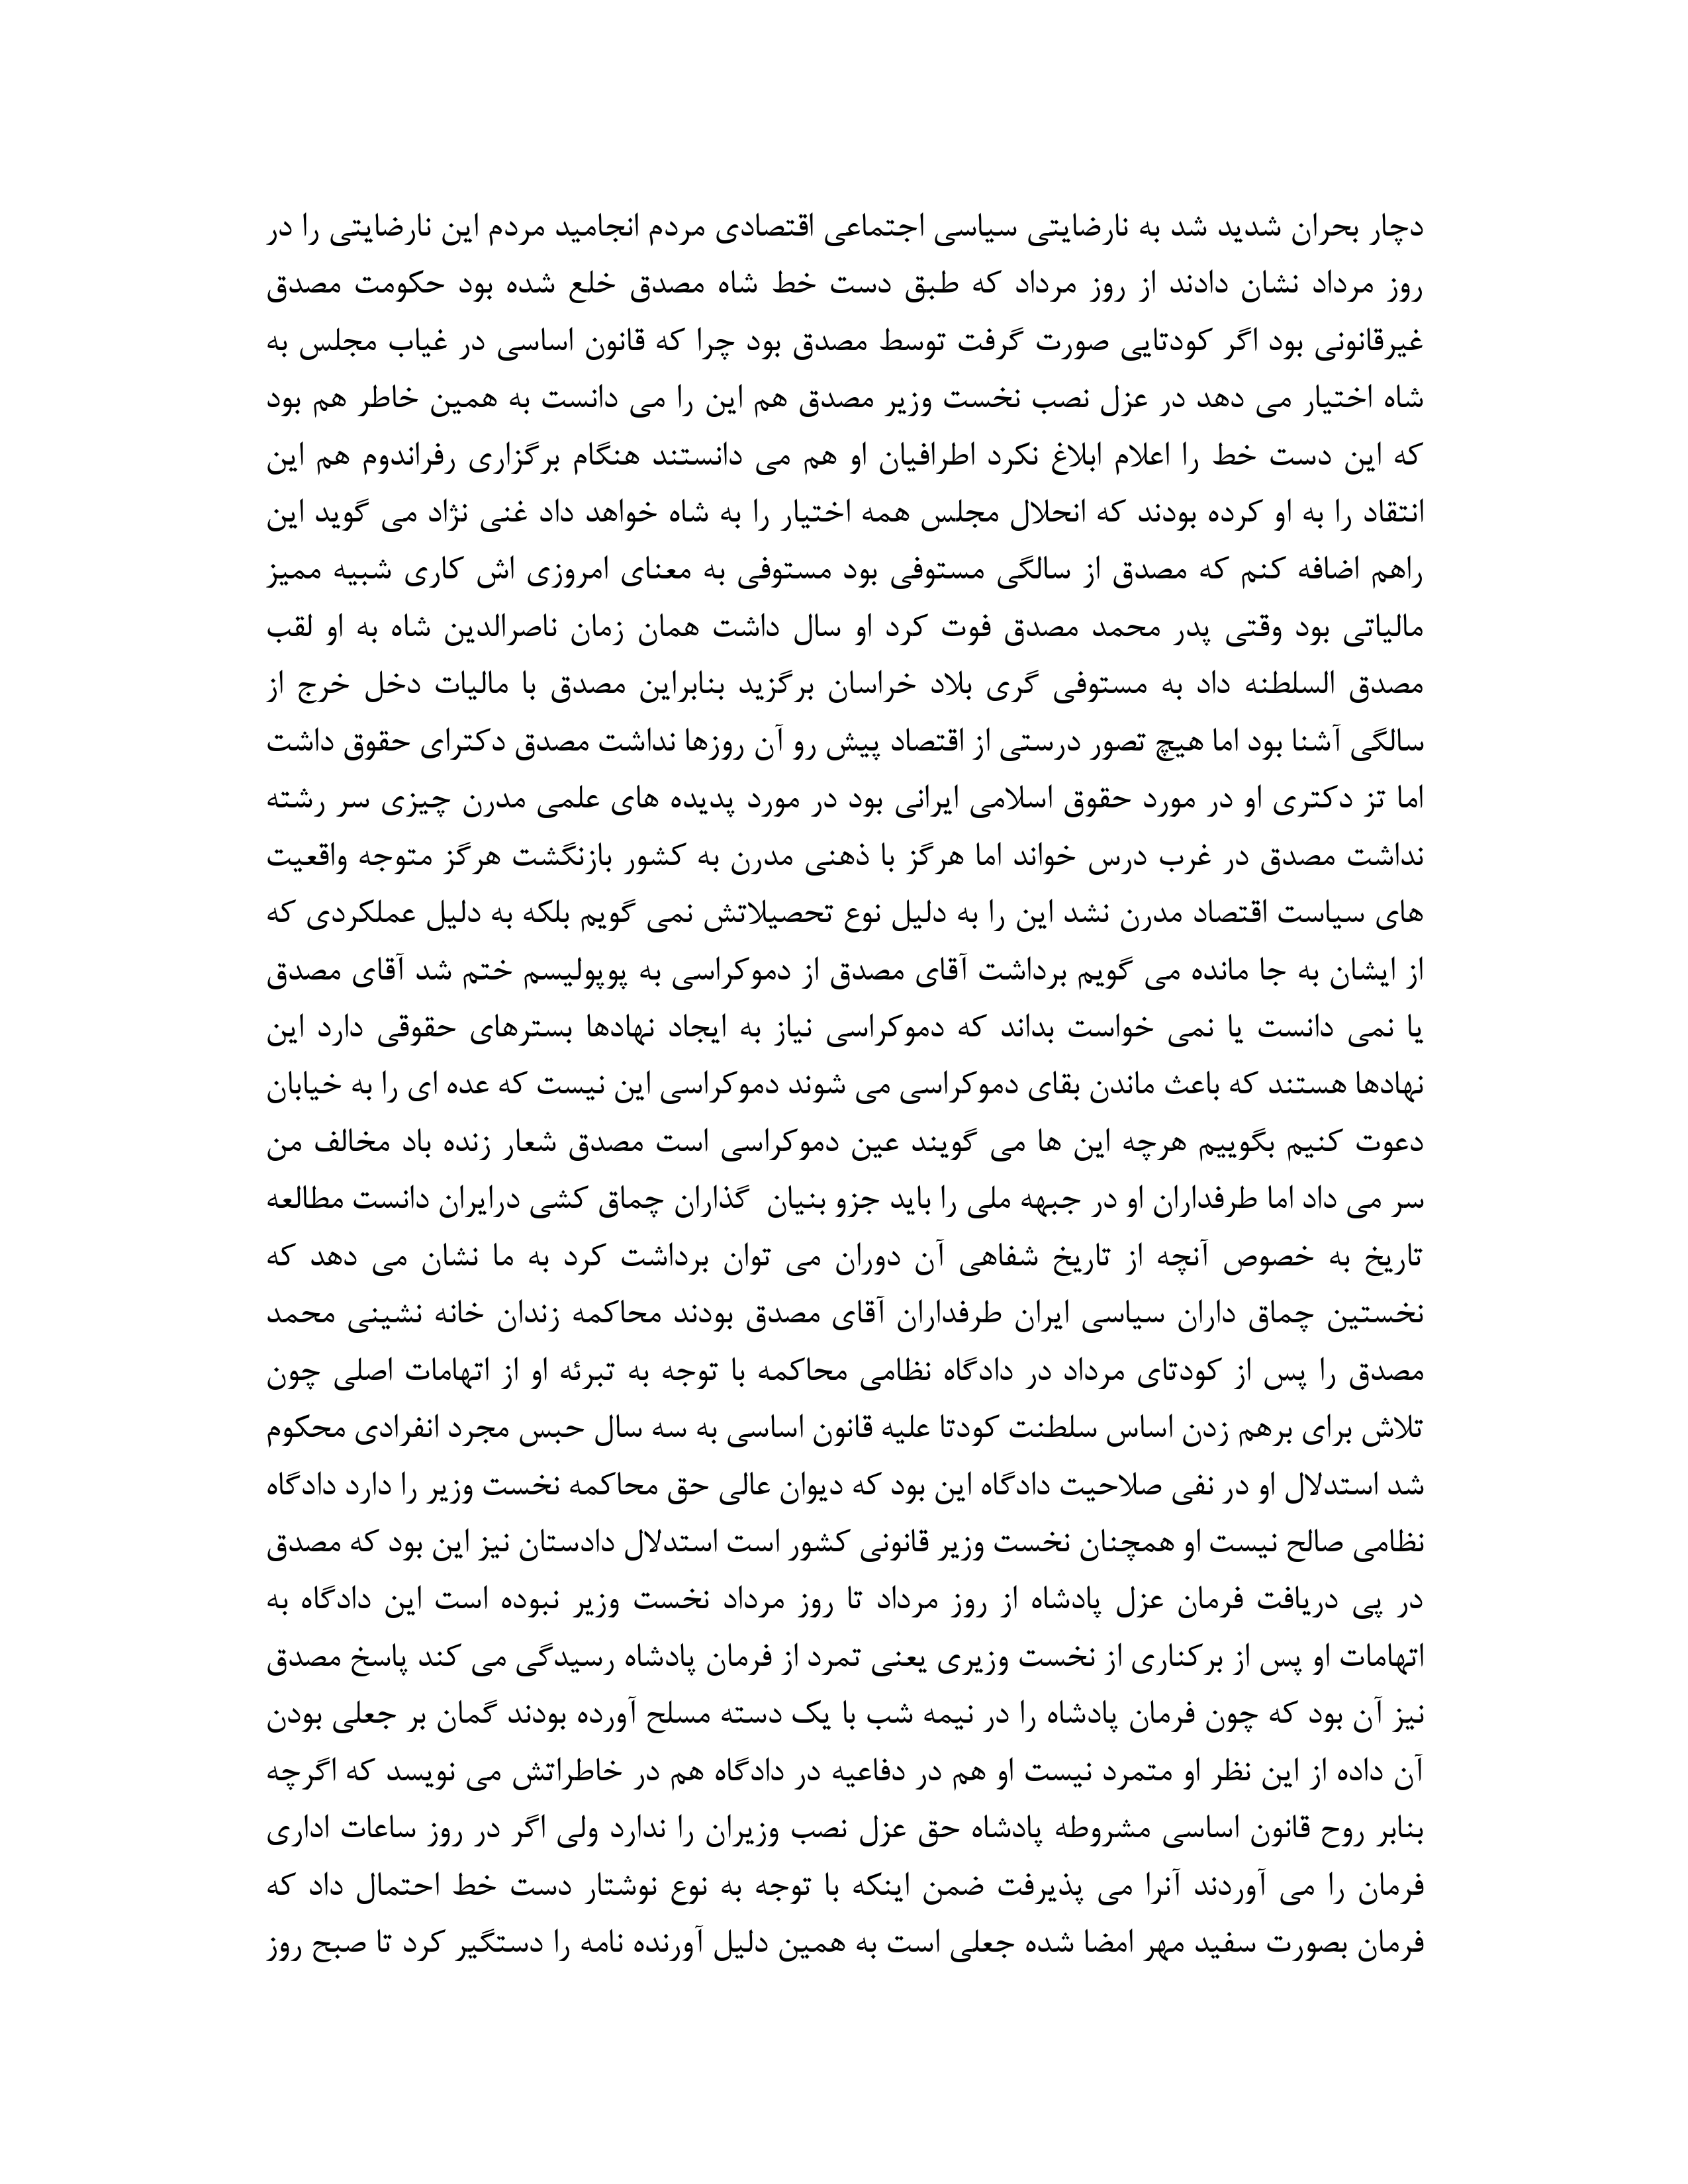 دچار بحران شدید شد به نارضایتی سیاسی اجتماعی اقتصادی مردم انجامید مردم این نارضایتی را در
روز مرداد نشان دادند از روز مرداد که طبق دست خط شاه مصدق خلع شده بود حکومت مصدق
غیرقانونی بود اگر کودتایی صورت گرفت توسط مصدق بود چرا که قانون اساسی در غیاب مجلس به
شاه اختیار می دهد در عزل نصب نخست وزیر مصدق هم این را می دانست به همین خاطر هم بود
که این دست خط را اعلام ابلاغ نکرد اطرافیان او هم می دانستند هنگام برگزاری رفراندوم هم این
انتقاد را به او کرده بودند که انحلال مجلس همه اختیار را به شاه خواهد داد غنی نژاد می گوید این
راهم اضافه کنم که مصدق از سالگی مستوفی بود مستوفی به معنای امروزی اش کاری شبیه ممیز
مالیاتی بود وقتی پدر محمد مصدق فوت کرد او سال داشت همان زمان ناصرالدین شاه به او لقب
مصدق السلطنه داد به مستوفی گری بلاد خراسان برگزید بنابراین مصدق با مالیات دخل خرج از
سالگی آشنا بود اما هیچ تصور درستی از اقتصاد پیش رو آن روزها نداشت مصدق دکترای حقوق داشت
اما تز دکتری او در مورد حقوق اسلامی ایرانی بود در مورد پدیده های علمی مدرن چیزی سر رشته
نداشت مصدق در غرب درس خواند اما هرگز با ذهنی مدرن به کشور بازنگشت هرگز متوجه واقعیت
های سیاست اقتصاد مدرن نشد این را به دلیل نوع تحصیلاتش نمی گویم بلکه به دلیل عملکردی که
از ایشان به جا مانده می گویم برداشت آقای مصدق از دموکراسی به پوپولیسم ختم شد آقای مصدق
یا نمی دانست یا نمی خواست بداند که دموکراسی نیاز به ایجاد نهادها بسترهای حقوقی دارد این
نهادها هستند که باعث ماندن بقای دموکراسی می شوند دموکراسی این نیست که عده ای را به خیابان
دعوت کنیم بگوییم هرچه این ها می گویند عین دموکراسی است مصدق شعار زنده باد مخالف من
سر می داد اما طرفداران او در جبهه ملی را باید جزو بنیان گذاران چماق کشی درایران دانست مطالعه
تاریخ به خصوص آنچه از تاریخ شفاهی آن دوران می توان برداشت کرد به ما نشان می دهد که
نخستین چماق داران سیاسی ایران طرفداران آقای مصدق بودند محاکمه زندان خانه نشینی محمد
مصدق را پس از کودتای مرداد در دادگاه نظامی محاکمه با توجه به تبرئه او از اتهامات اصلی چون
تلاش برای برهم زدن اساس سلطنت کودتا علیه قانون اساسی به سه سال حبس مجرد انفرادی محکوم
شد استدلال او در نفی صلاحیت دادگاه این بود که دیوان عالی حق محاکمه نخست وزیر را دارد دادگاه
نظامی صالح نیست او همچنان نخست وزیر قانونی کشور است استدلال دادستان نیز این بود که مصدق
در پی دریافت فرمان عزل پادشاه از روز مرداد تا روز مرداد نخست وزیر نبوده است این دادگاه به
اتهامات او پس از برکناری از نخست وزیری یعنی تمرد از فرمان پادشاه رسیدگی می کند پاسخ مصدق
نیز آن بود که چون فرمان پادشاه را در نیمه شب با یک دسته مسلح آورده بودند گمان بر جعلی بودن
آن داده از این نظر او متمرد نیست او هم در دفاعیه در دادگاه هم در خاطراتش می نویسد که اگرچه
بنابر روح قانون اساسی مشروطه پادشاه حق عزل نصب وزیران را ندارد ولی اگر در روز ساعات اداری
فرمان را می آوردند آنرا می پذیرفت ضمن اینکه با توجه به نوع نوشتار دست خط احتمال داد که
فرمان بصورت سفید مهر امضا شده جعلی است به همین دلیل آورنده نامه را دستگیر کرد تا صبح روز